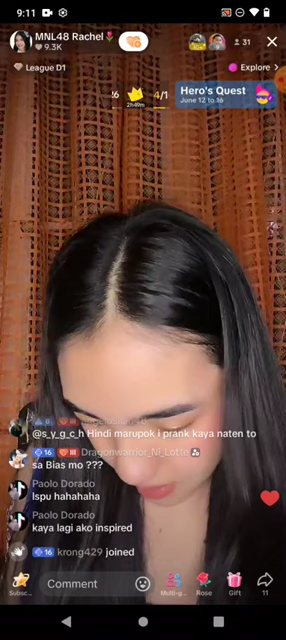 9:11
MNL48 Rachel🌷
9.3K
31
League D1
Explore >
2h49m
4/1
Hero's Quest
June 12 to 16
@s_y_g_c_h Hindi marupok i prank kaya naten to
16 III Dragonwarrior_Ni_Lotte
sa Bias mo ???
Paolo Dorado
Ispu hahahaha
Paolo Dorado
kaya lagi ako inspired
16 krong429 joined
Subsc...
Comment
Multi-g...
Rose
Gift
11